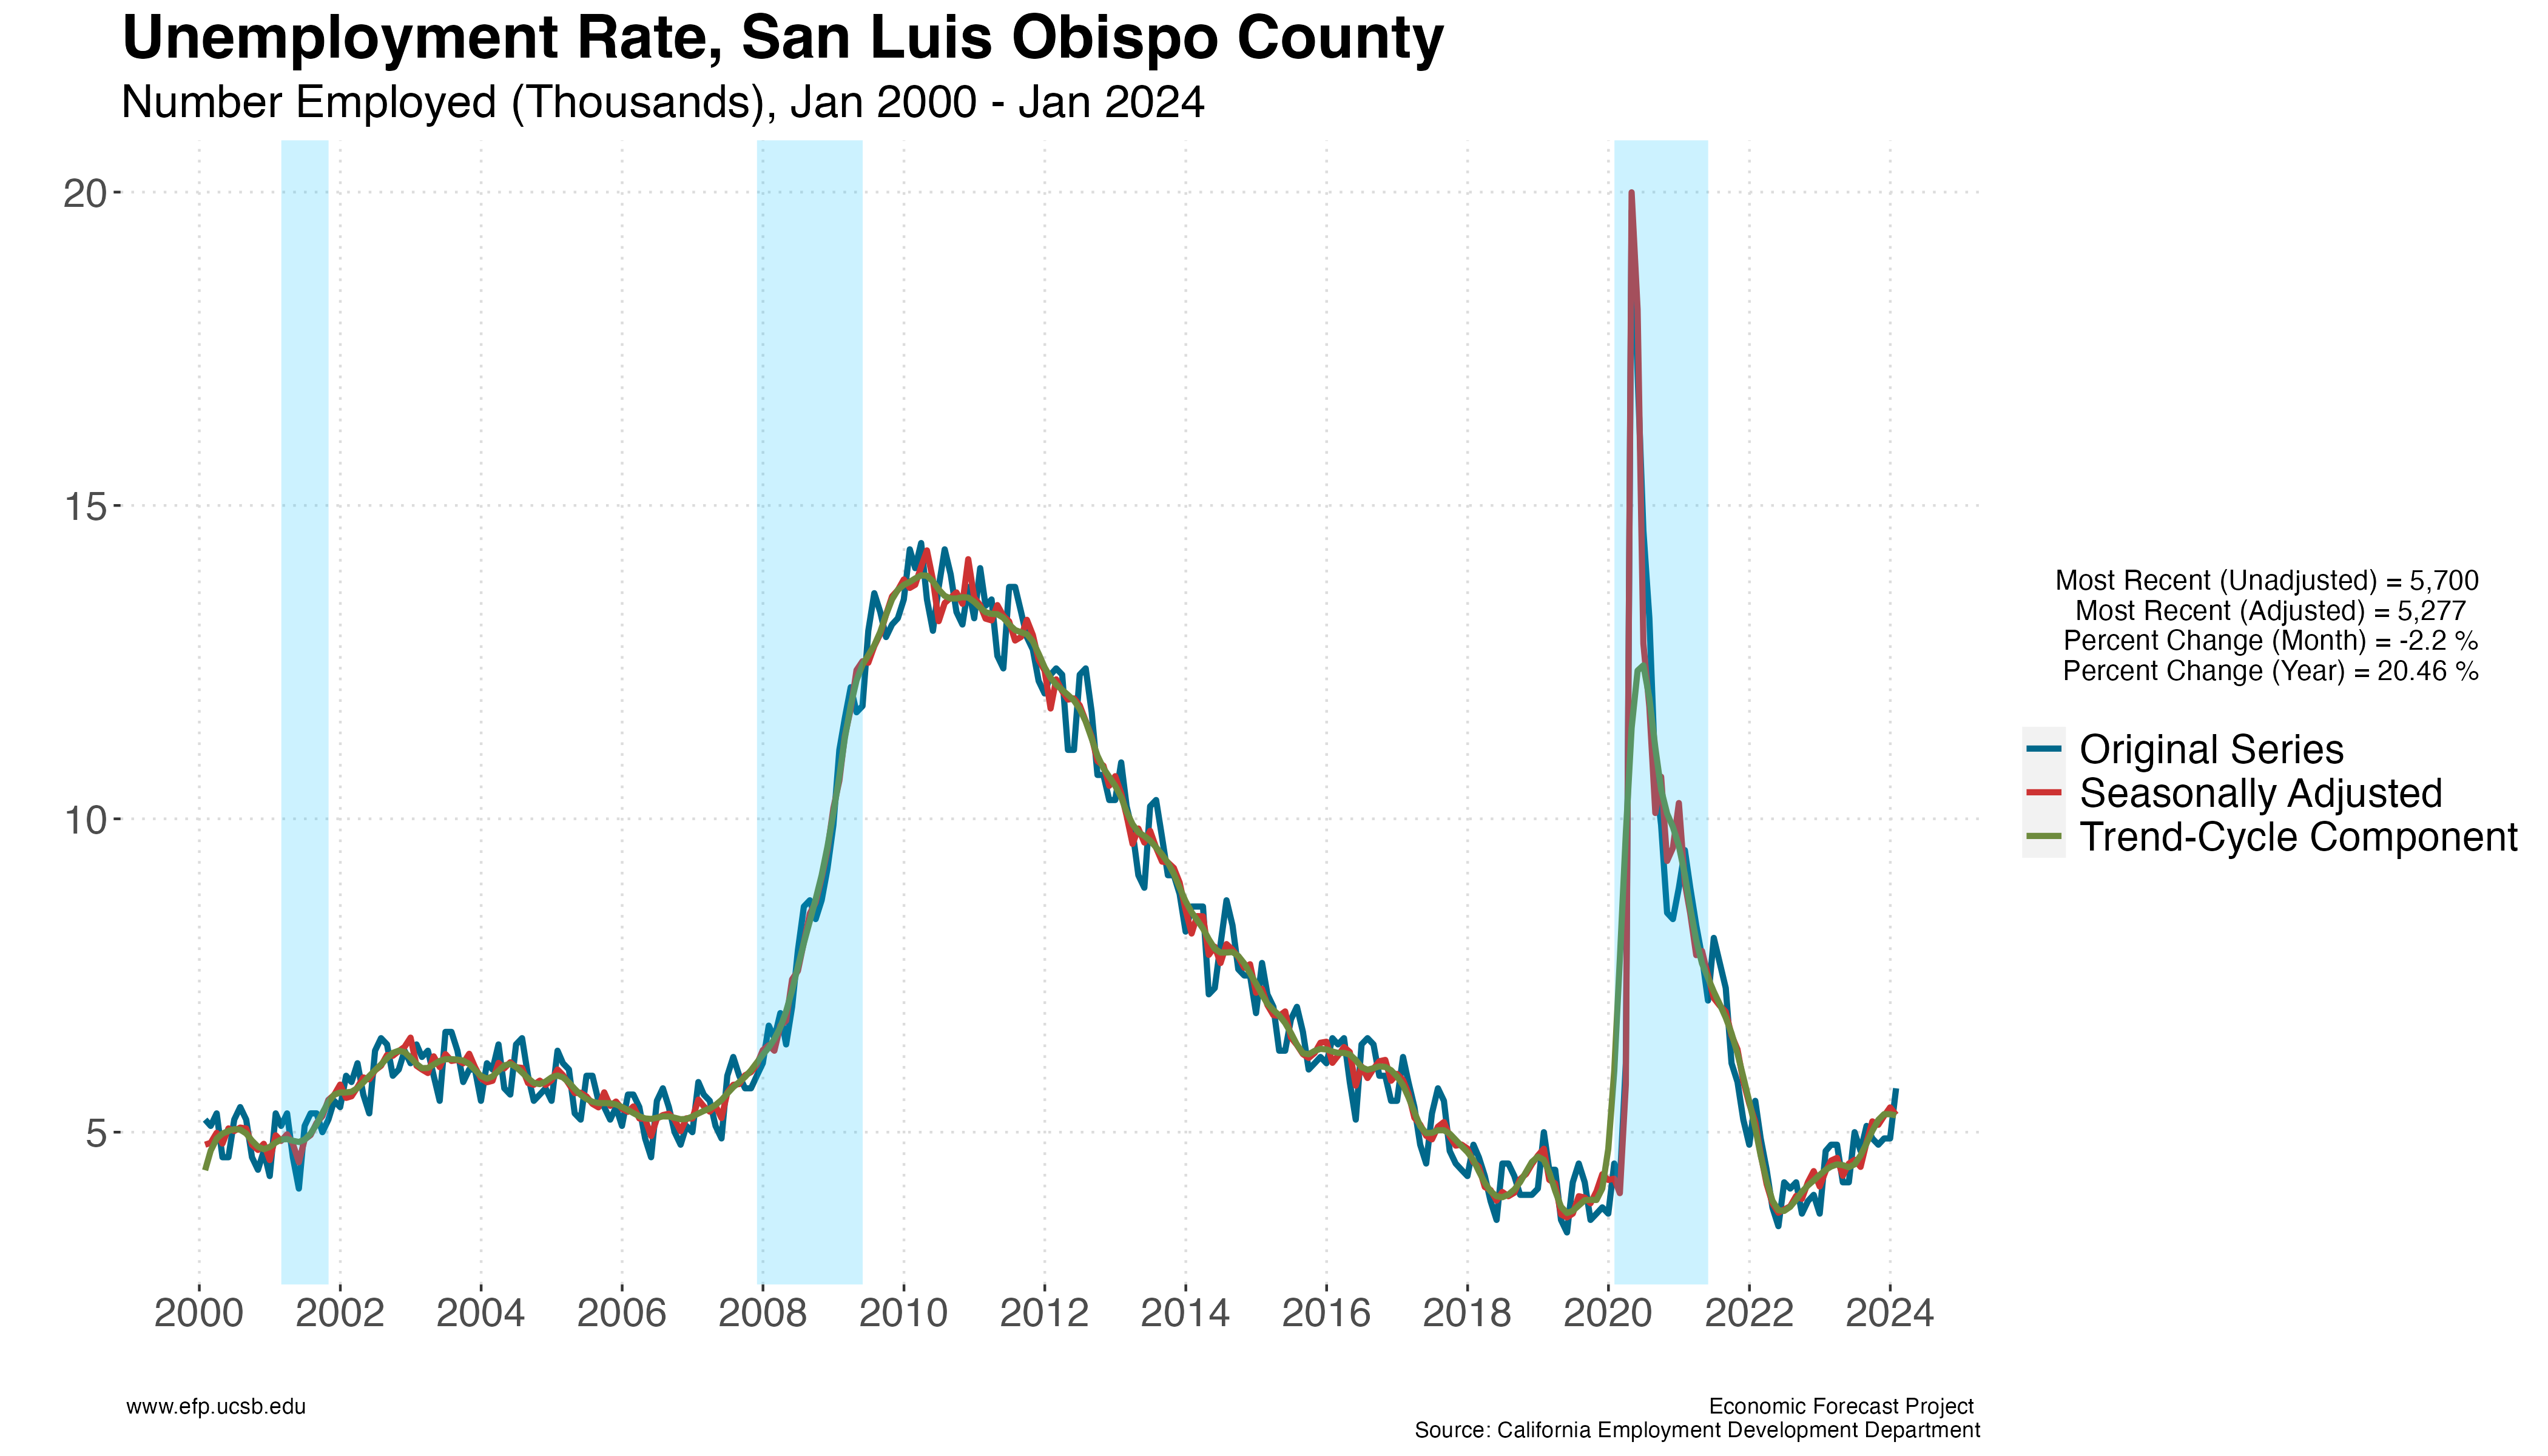 Unemployment Rate, San Luis Obispo County
Number Employed (Thousands), Jan 2000 - Jan 2024
20
15
10
5
2000 2002 2004 2006 2008 2010 2012 2014 2016 2018 2020 2022 2024
Most Recent (Unadjusted) = 5,700
Most Recent (Adjusted) = 5,277
Percent Change (Month) = -2.2 %
Percent Change (Year) = 20.46 %
Original Series
Seasonally Adjusted
Trend-Cycle Component
www.efp.ucsb.edu
Economic Forecast Project
Source: California Employment Development Department